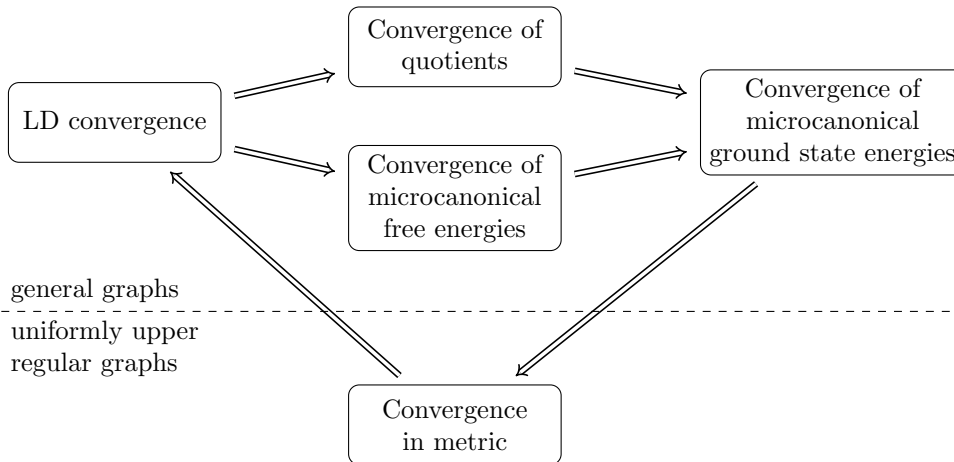 Convergence of
quotients
LD convergence
Convergence of
microcanonical
ground state energies
Convergence of
microcanonical
free energies
general graphs
uniformly upper
regular graphs
Convergence
in metric